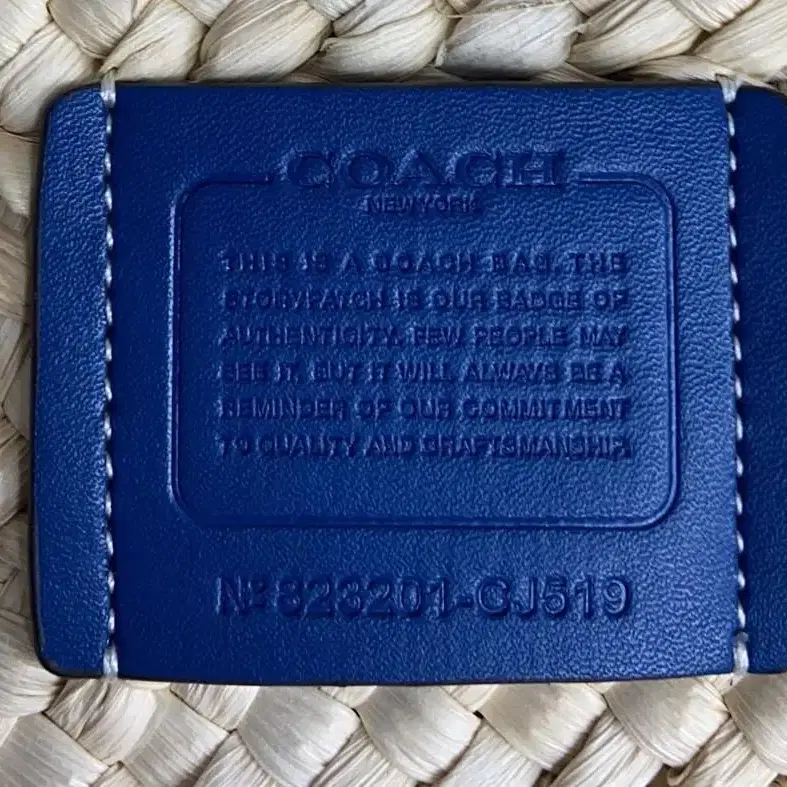 COACH
NEW YORK
THIS IS A COACH BAG. THE
STORYPATCH IS OUR BADGE OF
AUTHENTICITY. FEW PEOPLE MAY
SEE IT, BUT IT WILL ALWAYS BE A
REMINDER OF OUR COMMITMENT
TO QUALITY AND CRAFTSMANSHIP.
Nº 323201-CJ519